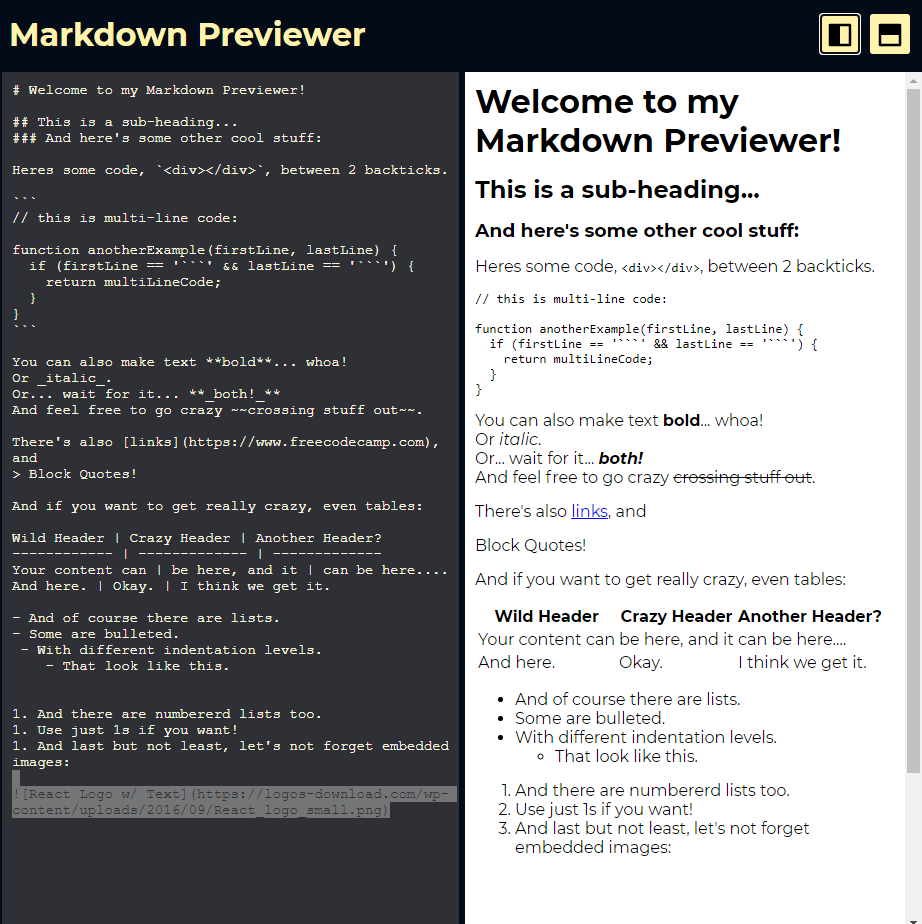 Markdown Previewer
# Welcome to my Markdown Previewer!
## This is a sub-heading...
### And here's some other cool stuff:
Heres some code, `<div></div>`, between 2 backticks.
```
// this is multi-line code:
function anotherExample(firstLine, lastLine) {
  if (firstLine == '```' && lastLine == '```') {
    return multiLineCode;
  }
}
```
You can also make text **bold**... whoa!
Or _italic_.
Or... wait for it... **_both!_**
And feel free to go crazy ~~crossing stuff out~~.
There's also [links](https://www.freecodecamp.com),
and
> Block Quotes!
And if you want to get really crazy, even tables:
Wild Header | Crazy Header | Another Header?
------------ | ------------- | -------------
Your content can | be here, and it | can be here....
And here. | Okay. | I think we get it.
- And of course there are lists.
- Some are bulleted.
 - With different indentation levels.
    - That look like this.
1. And there are numbererd lists too.
1. Use just 1s if you want!
1. And last but not least, let's not forget embedded
images:
![React Logo w/ Text](https://logos-download.com/wp-
content/uploads/2016/09/React_logo_small.png)
Welcome to my
Markdown Previewer!
This is a sub-heading...
And here's some other cool stuff:
Heres some code, <div></div>, between 2 backticks.
// this is multi-line code:
function anotherExample(firstLine, lastLine) {
  if (firstLine == '```' && lastLine == '```') {
    return multiLineCode;
  }
}
You can also make text bold... whoa!
Or italic.
Or... wait for it... both!
And feel free to go crazy crossing stuff out.
There's also links, and
Block Quotes!
And if you want to get really crazy, even tables:
Wild Header Crazy Header Another Header?
Your content can be here, and it can be here....
And here. Okay. I think we get it.
• And of course there are lists.
• Some are bulleted.
• With different indentation levels.
◦ That look like this.
1. And there are numbererd lists too.
2. Use just 1s if you want!
3. And last but not least, let's not forget
embedded images: